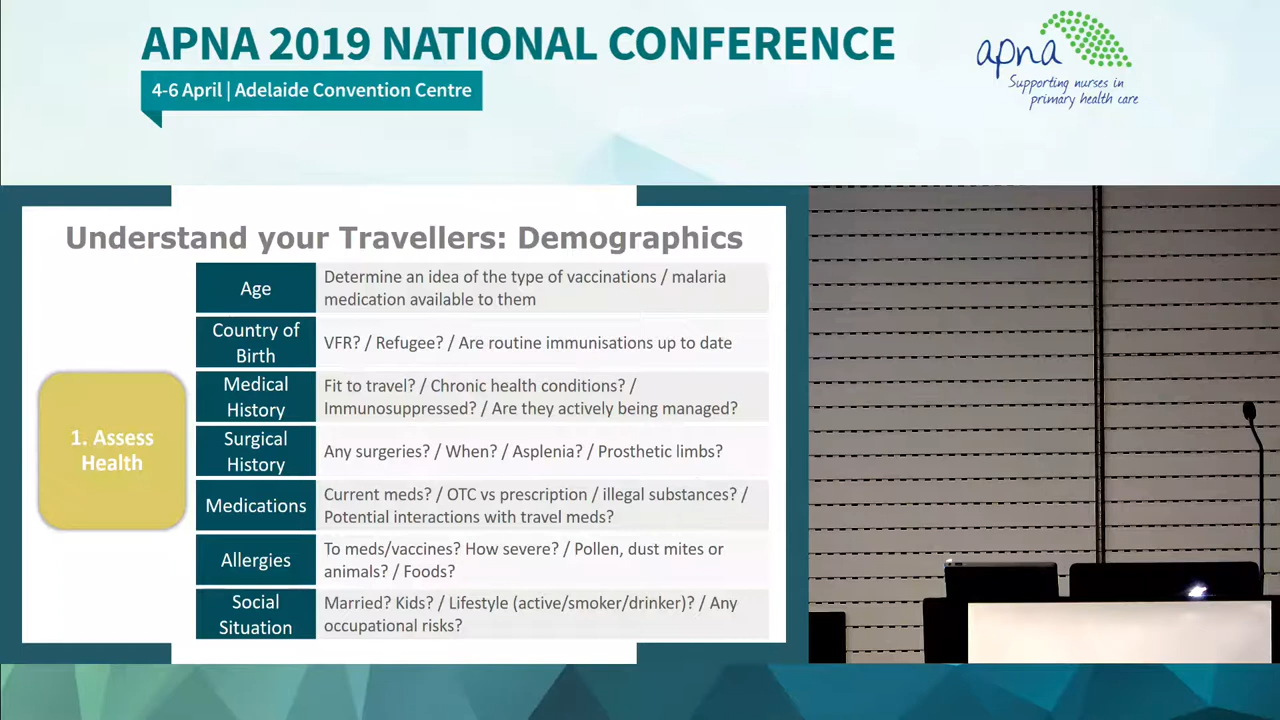 APNA 2019 NATIONAL CONFERENCE
4-6 April | Adelaide Convention Centre
apna
Supporting nurses in
primary health care
Understand your Travellers: Demographics
1. Assess
Health
Age
Determine an idea of the type of vaccinations / malaria
medication available to them
Country of
Birth
VFR? / Refugee? / Are routine immunisations up to date
Medical
History
Fit to travel? / Chronic health conditions? /
Immunosuppressed? / Are they actively being managed?
Surgical
History
Any surgeries? / When? / Asplenia? / Prosthetic limbs?
Medications
Current meds? / OTC vs prescription / illegal substances? /
Potential interactions with travel meds?
Allergies
To meds/vaccines? How severe? / Pollen, dust mites or
animals? / Foods?
Social
Situation
Married? Kids? / Lifestyle (active/smoker/drinker)? / Any
occupational risks?